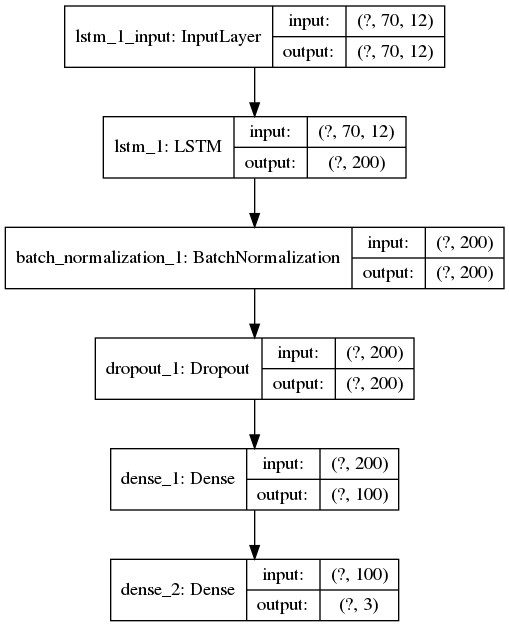 lstm_1_input: InputLayer
input: (?, 70, 12)
output: (?, 70, 12)
lstm_1: LSTM
input: (?, 70, 12)
output: (?, 200)
batch_normalization_1: BatchNormalization
input: (?, 200)
output: (?, 200)
dropout_1: Dropout
input: (?, 200)
output: (?, 200)
dense_1: Dense
input: (?, 200)
output: (?, 100)
dense_2: Dense
input: (?, 100)
output: (?, 3)